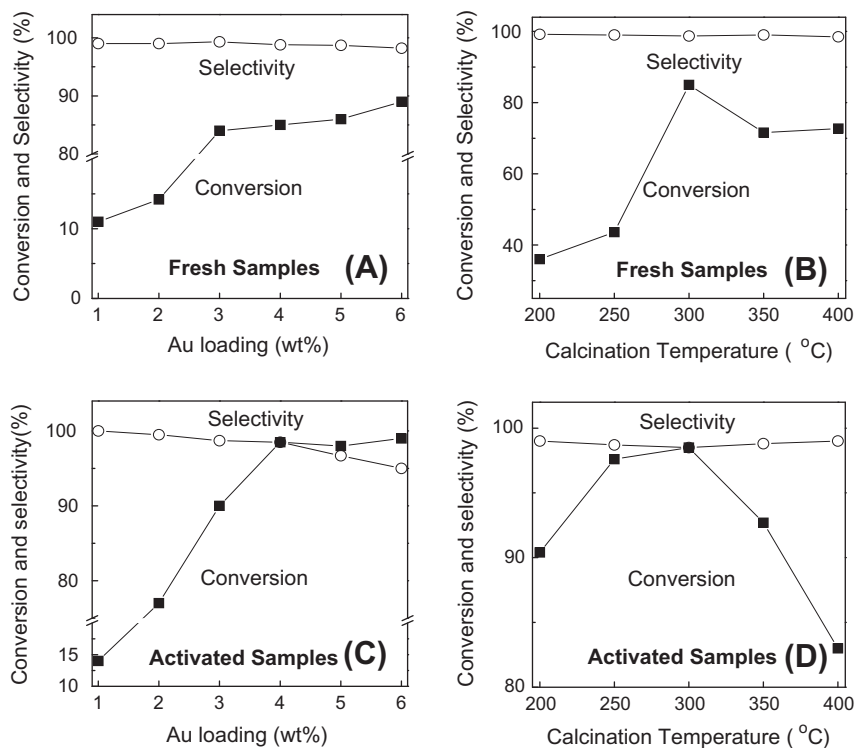 (A)
Conversion and Selectivity (%)
100
90
80
10
0
Selectivity
Conversion
Fresh Samples
1 2 3 4 5 6
Au loading (wt%)
(B)
Conversion and Selectivity (%)
100
80
60
40
Selectivity
Conversion
Fresh Samples
200 250 300 350 400
Calcination Temperature ( °C)
(C)
Conversion and selectivity(%)
100
90
80
15
10
Selectivity
Conversion
Activated Samples
1 2 3 4 5 6
Au loading (wt%)
(D)
Conversion and selectivity (%)
100
90
80
Selectivity
Conversion
Activated Samples
200 250 300 350 400
Calcination Temperature ( °C)